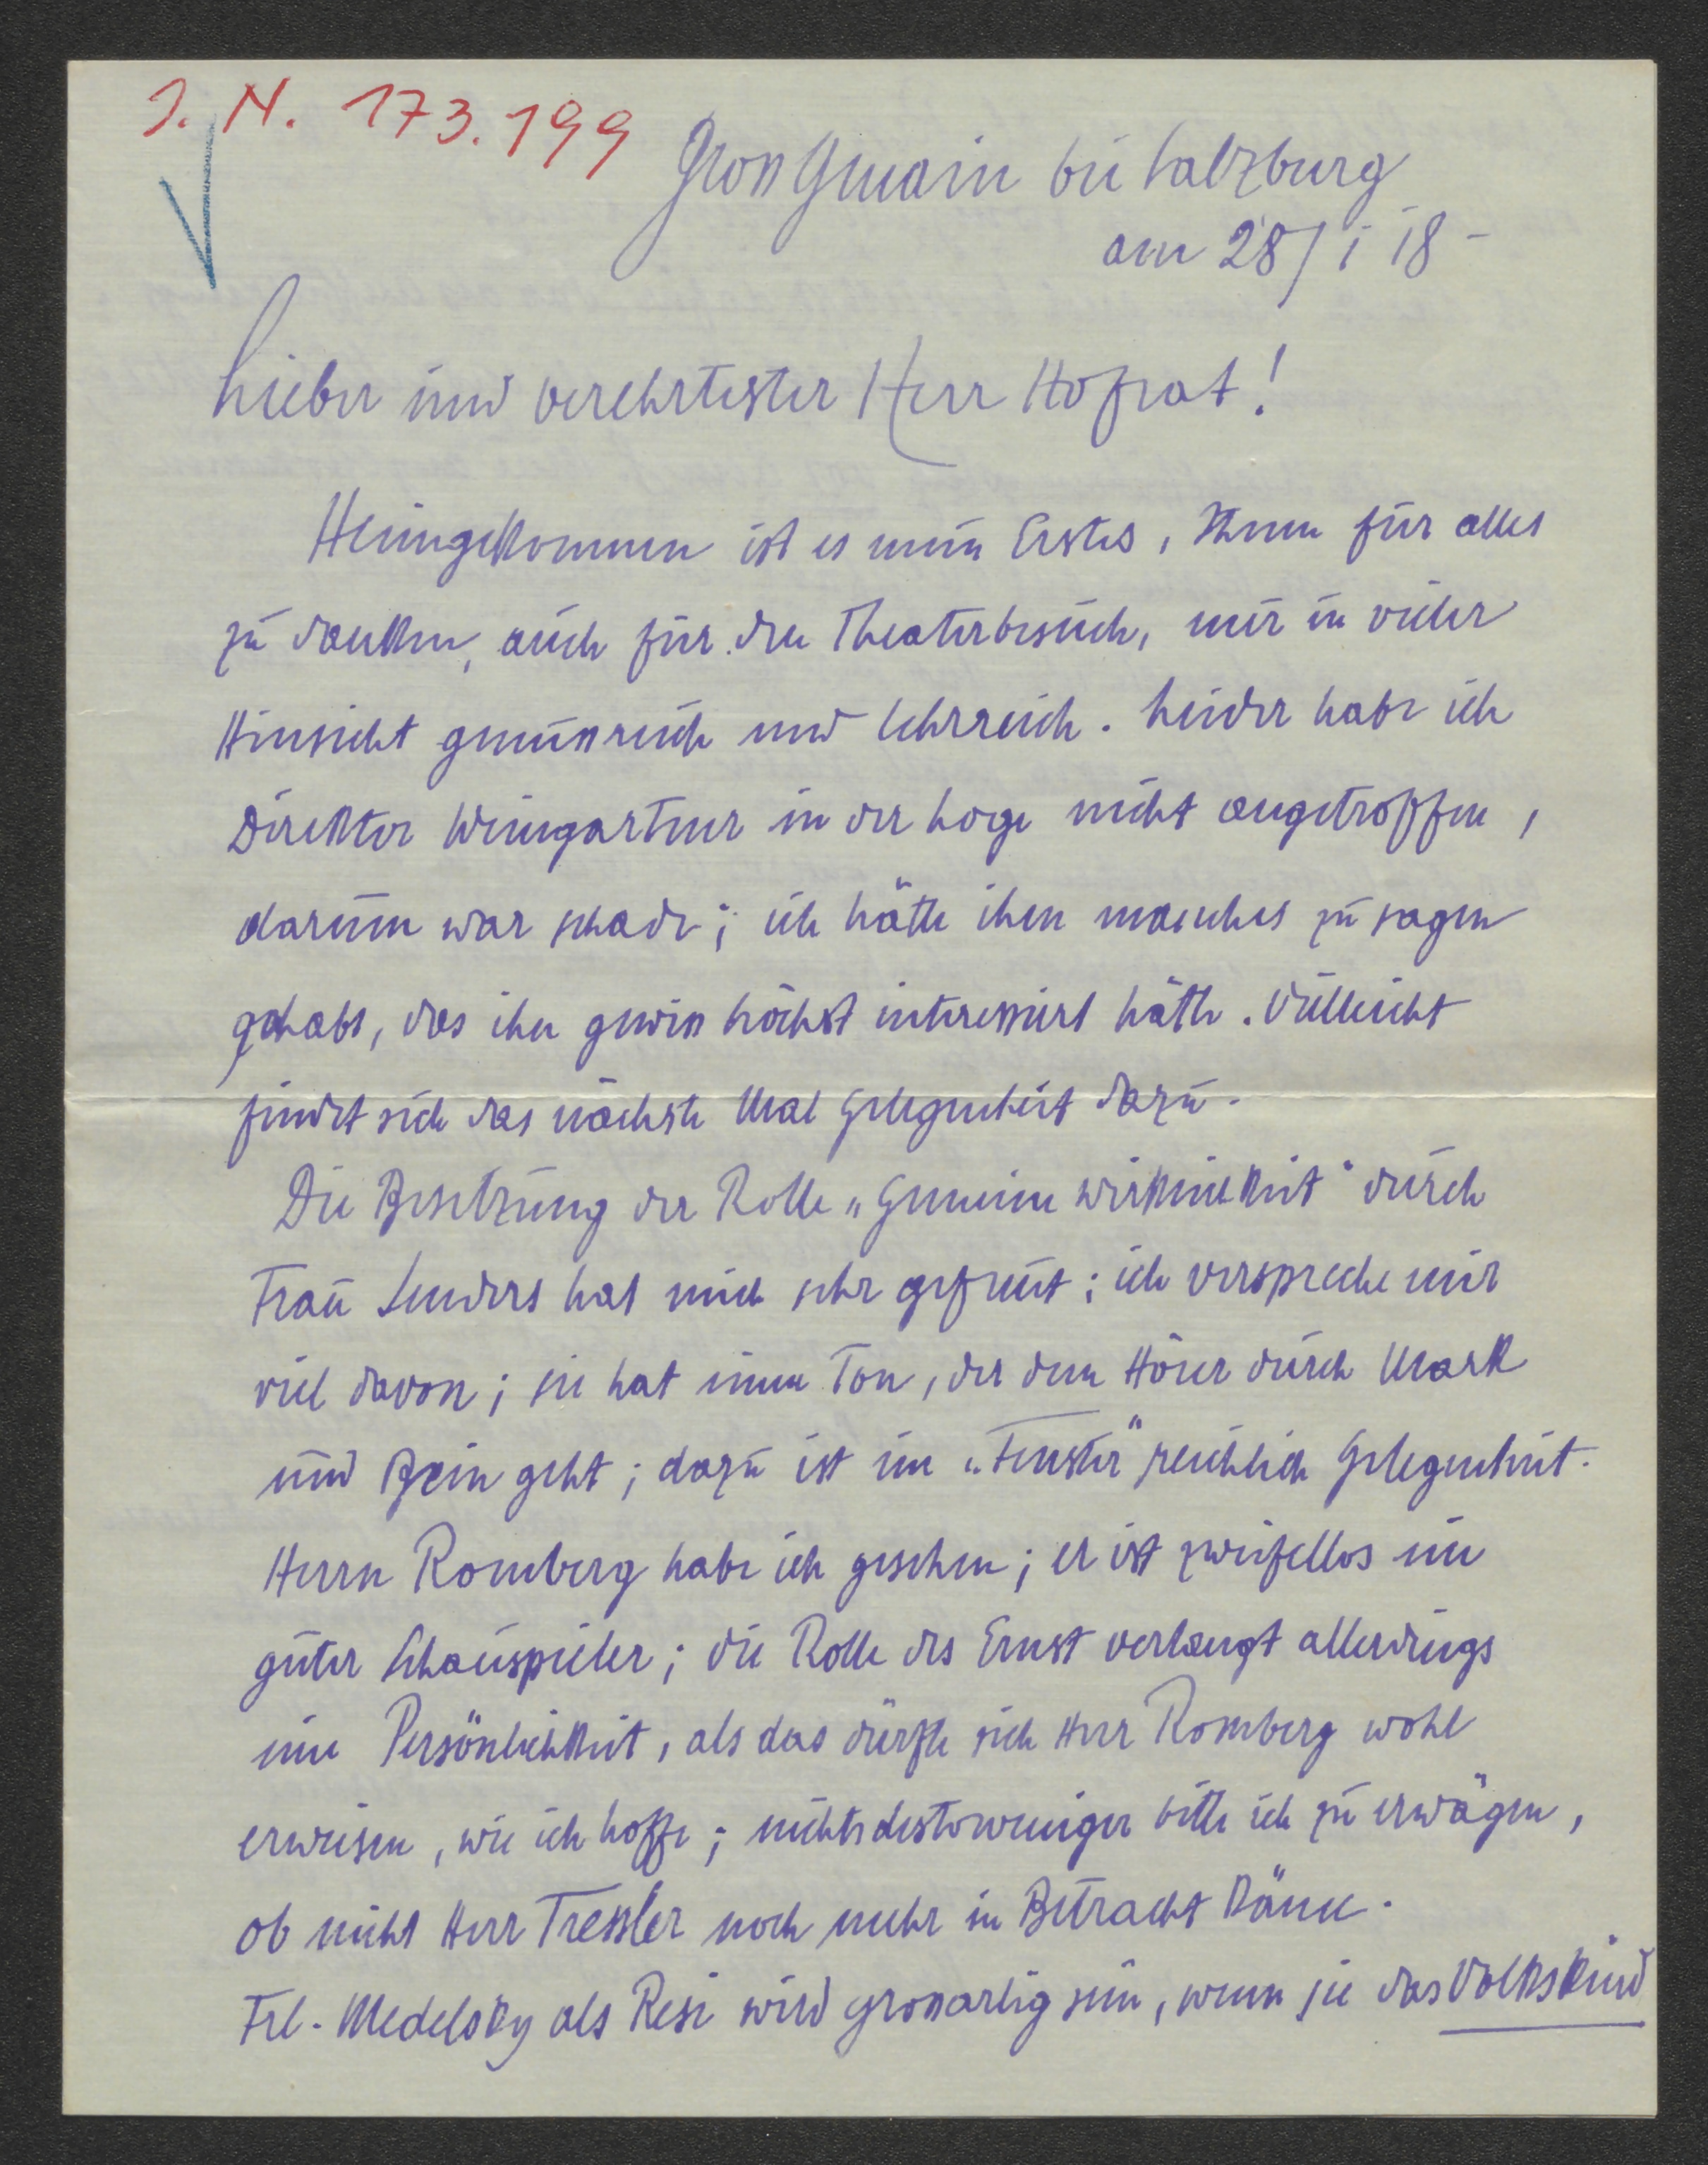 I. N. 173.199
Grossgmain bei Salzburg
am 28/ I 18 -
Lieber und verehrtester Herr Hofrat!
Heimgekommen ist es mein Erstes, Ihnen für alles
zu danken, auch für den Theaterbesuch, mir in vieler
Hinsicht genussreich und lehrreich. Leider habe ich
Direktor Weingartner in der Loge nicht angetroffen,
darum war schade; ich hätte ihm manches zu sagen
gehabt, das ihn gewiss höchst interessiert hätte. Vielleicht
findet sich das nächste Mal Gelegenheit dazu.
Die Besetzung der Rolle „Gemeine Wirklichkeit" durch
Frau Senders hat mich sehr gefreut; ich verspreche mir
viel davon; sie hat einen Ton, der dem Hörer durch Mark
und Bein geht; dazu ist im „Fenster" reichlich Gelegenheit.
Herrn Romberg habe ich gesehen; er ist zweifellos ein
guter Schauspieler; die Rolle des Ernst verlangt allerdings
eine Persönlichkeit, als das dürfte sich Herr Romberg wohl
erweisen, wie ich hoffe; nichtsdestoweniger bitte ich zu erwägen,
ob nicht Herr Tressler noch mehr in Betracht käme.
Frl. Medelsky als Resi wird grossartig sein, wenn sie das Volkskind